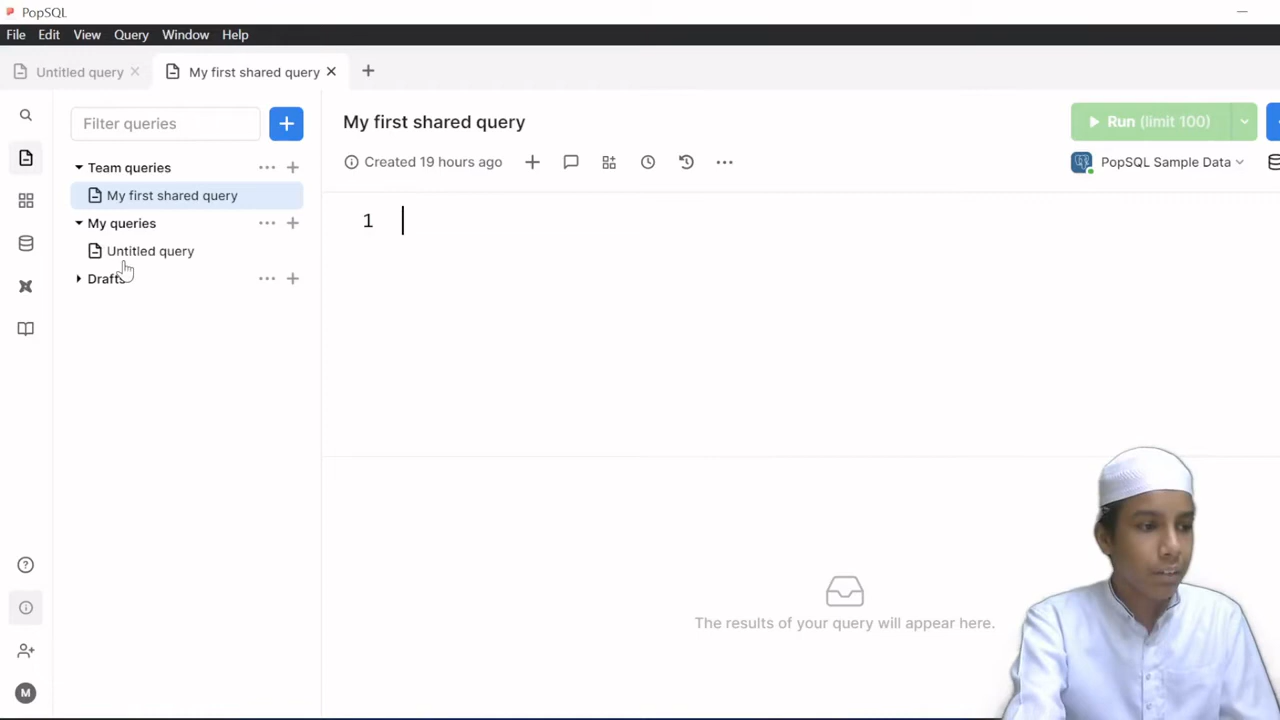 PopSQL
File Edit View Query Window Help
Untitled query
My first shared query
Filter queries
My first shared query
Run (limit 100)
Team queries
Created 19 hours ago
PopSQL Sample Data
My first shared query
1
My queries
Untitled query
Drafts
The results of your query will appear here.
M